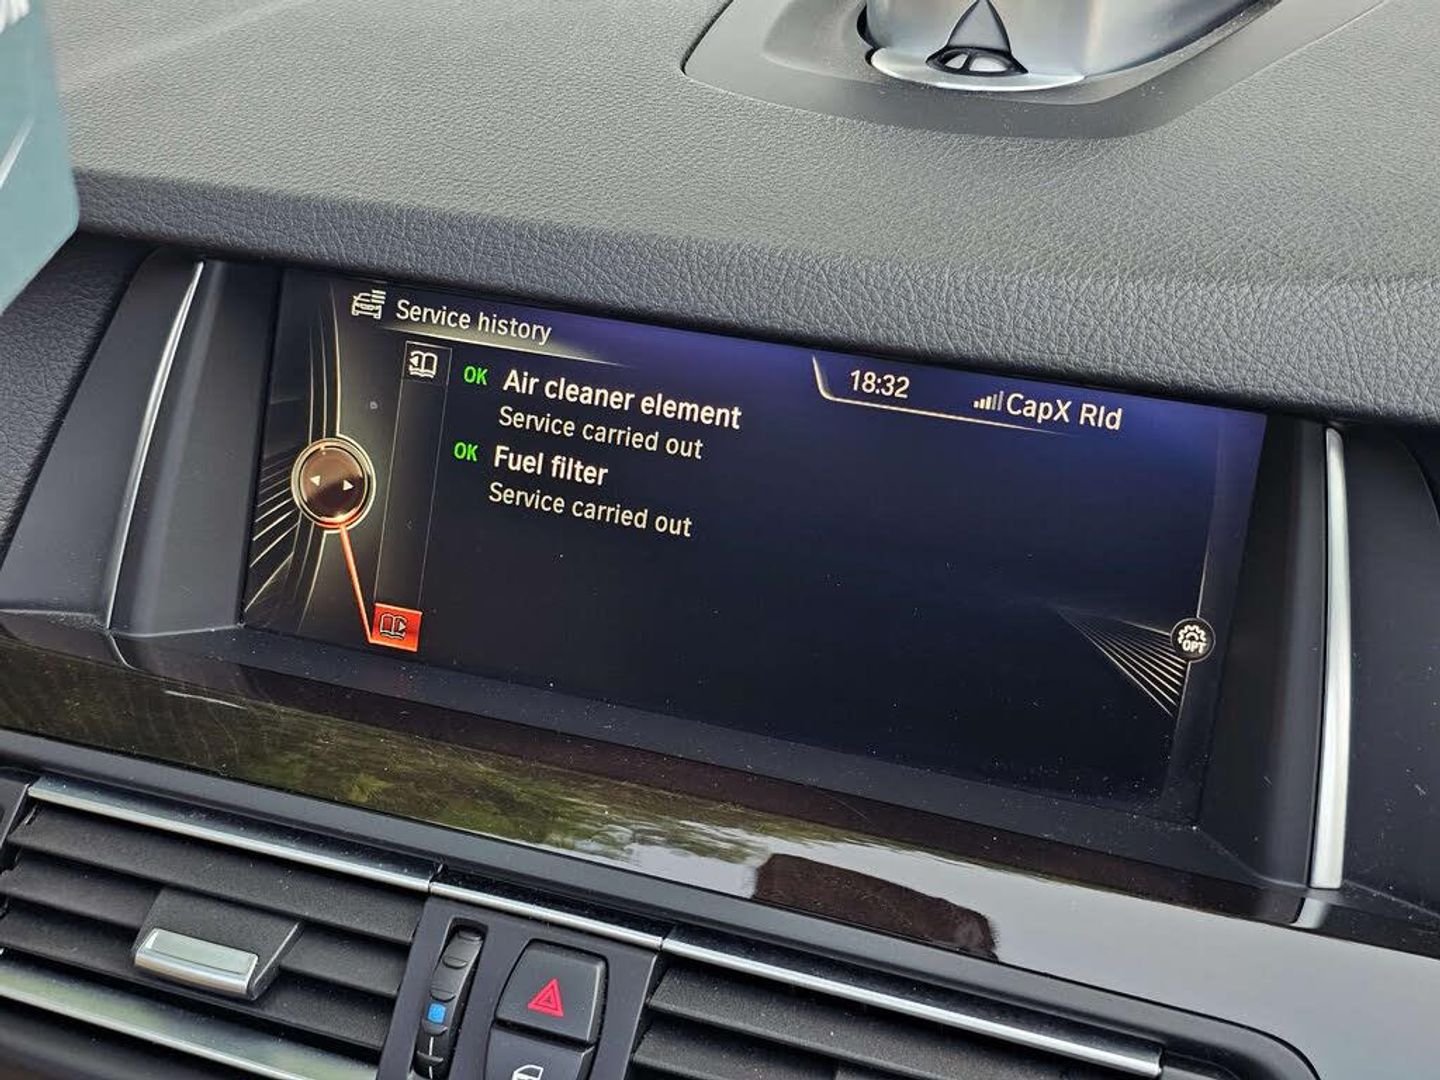 Service history
18:32 CapX Rld
OK Air cleaner element
Service carried out
OK Fuel filter
Service carried out
OPT